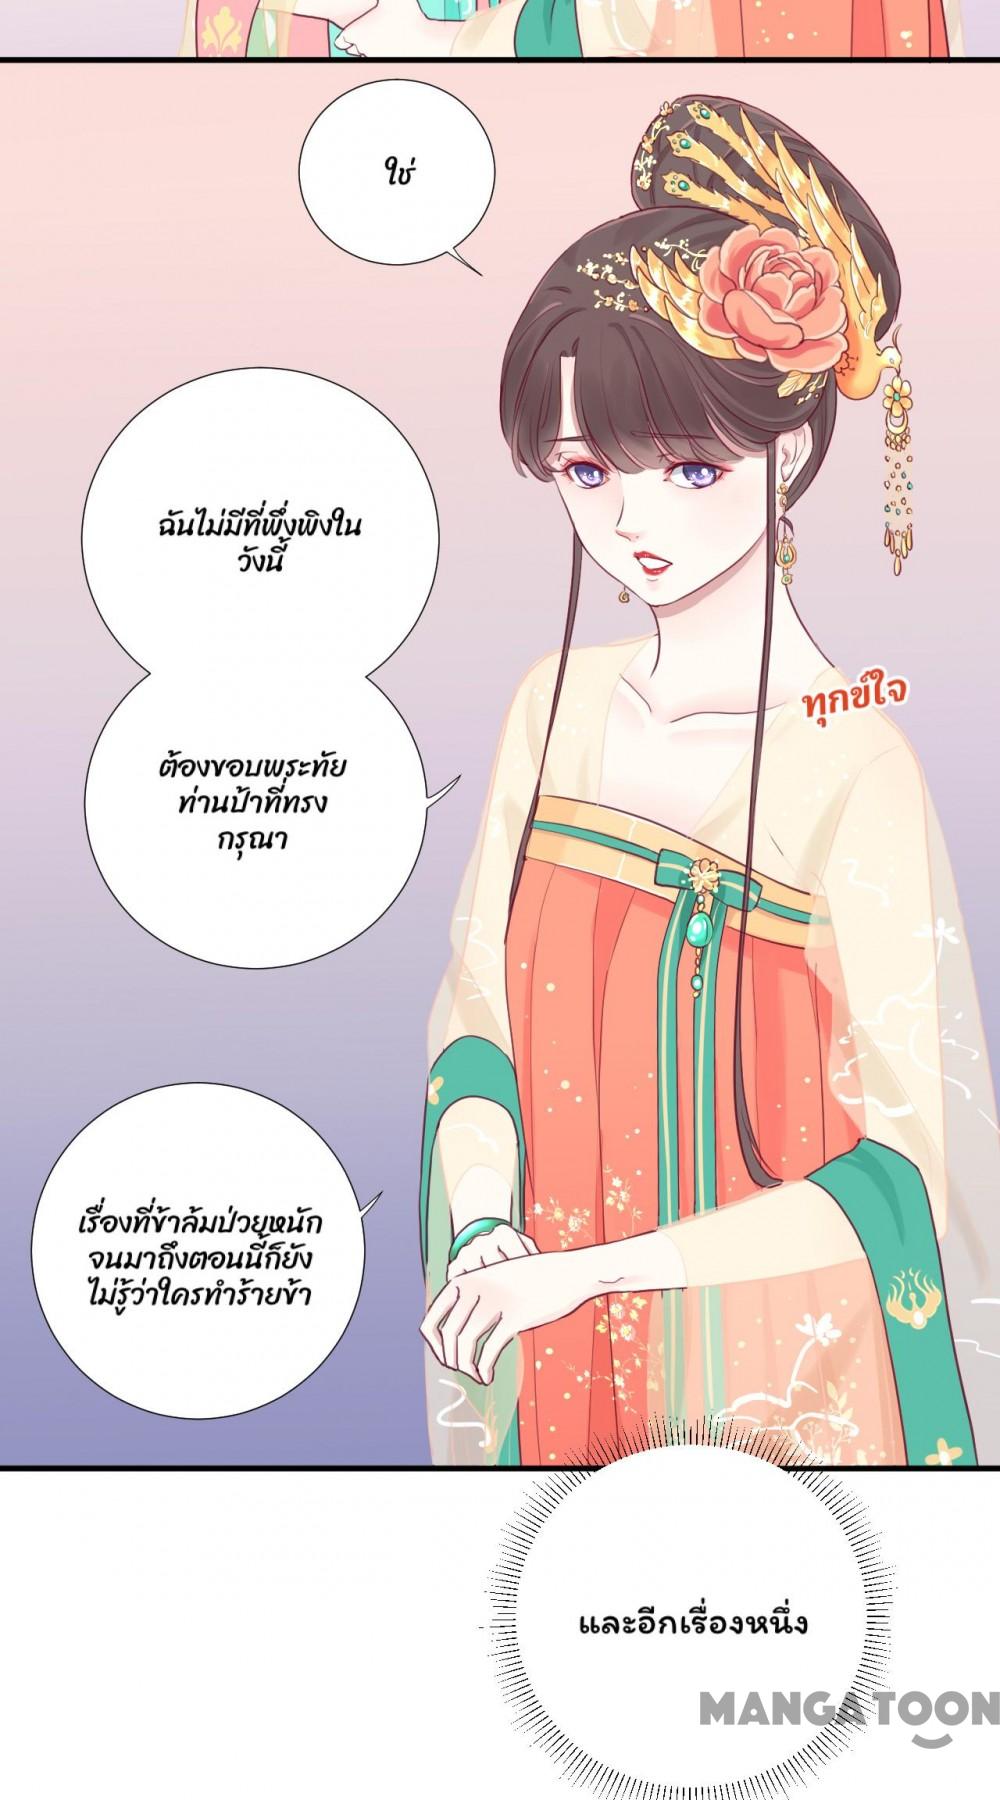 ใช่
ฉันไม่มีที่พึ่งพิงใน
วังนี้
ทุกข์ใจ
ต้องขอบพระทัย
ท่านป้าที่ทรง
กรุณา
เรื่องที่ข้าล้มป่วยหนัก
จนมาถึงตอนนี้ก็ยัง
ไม่รู้ว่าใครทำร้ายข้า
และอีกเรื่องหนึ่ง
MANGATOON